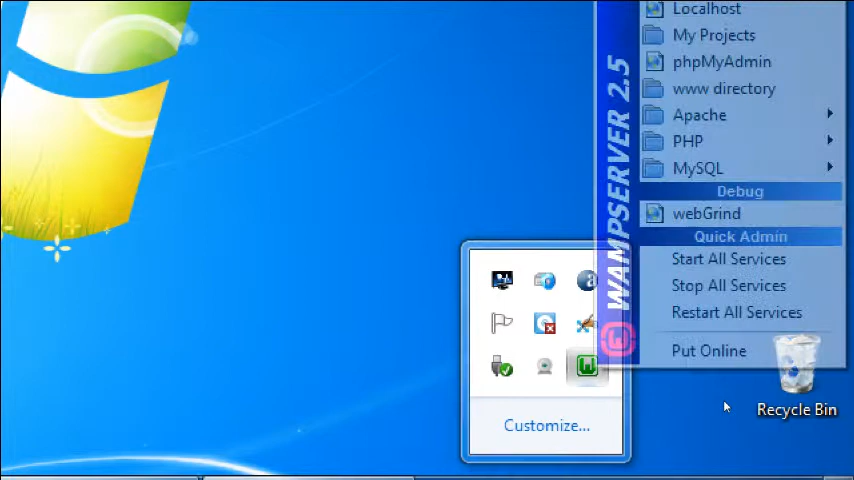 Localhost
My Projects
phpMyAdmin
www directory
Apache
PHP
MySQL
Debug
webGrind
Quick Admin
Start All Services
Stop All Services
Restart All Services
Put Online
WAMPSERVER 2.5
Customize...
Recycle Bin